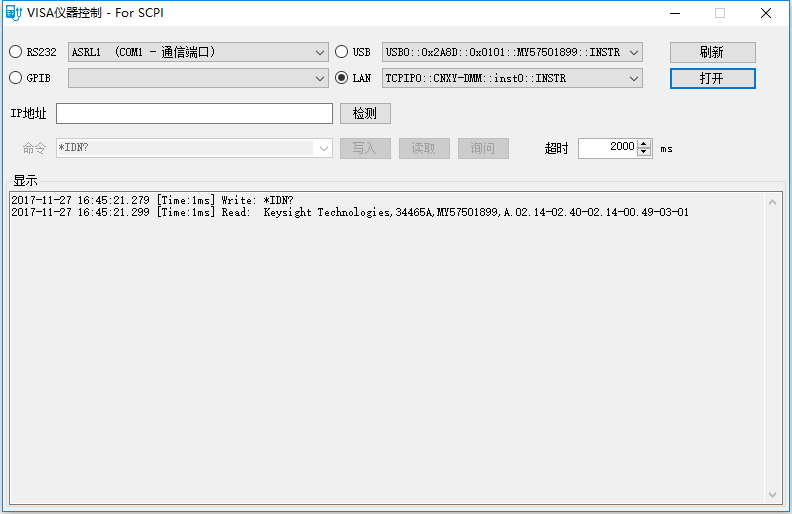 VISA仪器控制 - For SCPI
RS232 ASRL1 (COM1 - 通信端口) USB USB0::0x2A8D::0x0101::MY57501899::INSTR 刷新
GPIB LAN TCPIP0::CNXY-DMM::inst0::INSTR 打开
IP地址 检测
命令 *IDN? 写入 读取 询问 超时 2000 ms
显示
2017-11-27 16:45:21.279 [Time:1ms] Write: *IDN?
2017-11-27 16:45:21.299 [Time:1ms] Read: Keysight Technologies,34465A,MY57501899,A.02.14-02.40-02.14-00.49-03-01